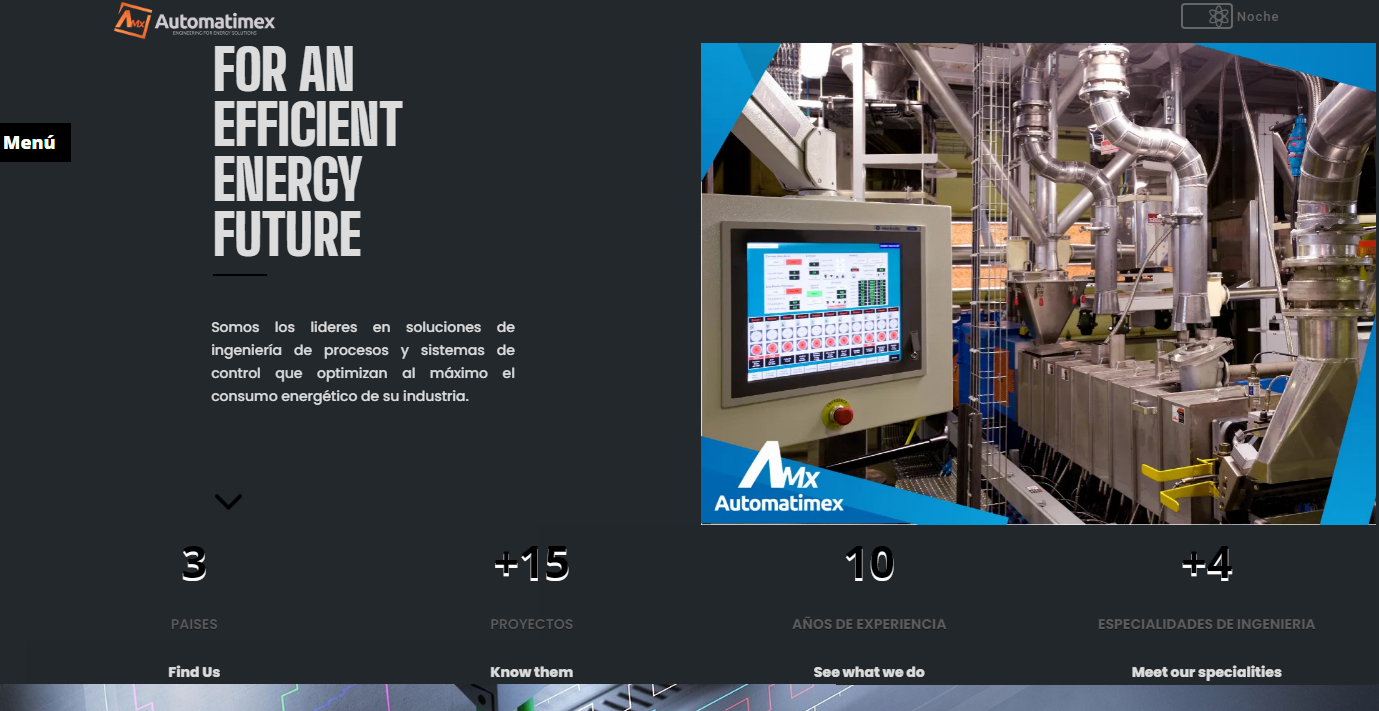 AMx Automatimex
ENGINEERING FOR ENERGY SOLUTIONS
Noche
FOR AN
EFFICIENT
ENERGY
FUTURE
Menú
Somos los lideres en soluciones de
ingeniería de procesos y sistemas de
control que optimizan al máximo el
consumo energético de su industria.
AMx
Automatimex
3
+15
10
+4
PAISES
PROYECTOS
AÑOS DE EXPERIENCIA
ESPECIALIDADES DE INGENIERIA
Find Us
Know them
See what we do
Meet our specialities